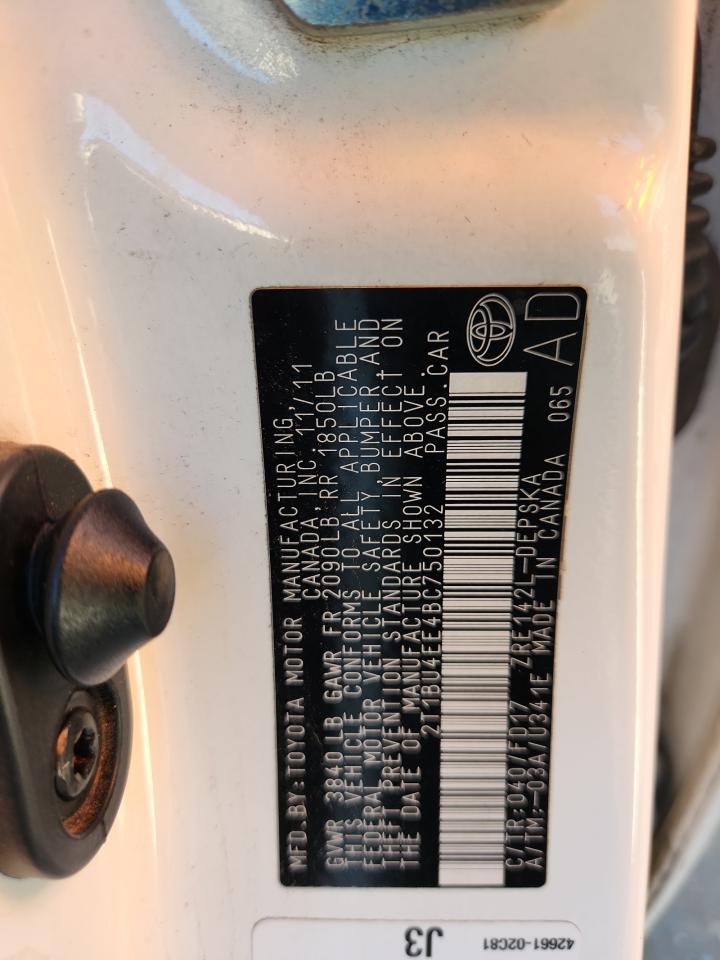 MFD.BY:TOYOTA MOTOR MANUFACTURING,
CANADA, INC. 11/11
GVWR 3840LB GAWR FR 2090LB RR 1850LB
THIS VEHICLE CONFORMS TO ALL APPLICABLE
FEDERAL MOTOR VEHICLE SAFETY, BUMPER, AND
THEFT PREVENTION STANDARDS IN EFFECT ON
THE DATE OF MANUFACTURE SHOWN ABOVE.
2T1BU4EE4BC750132 PASS.CAR
C/TR:040/FD17 ZRE142L-DEPSKA
A/TM:-03A/U341E MADE IN CANADA 065
AD
J3
42661-02C81